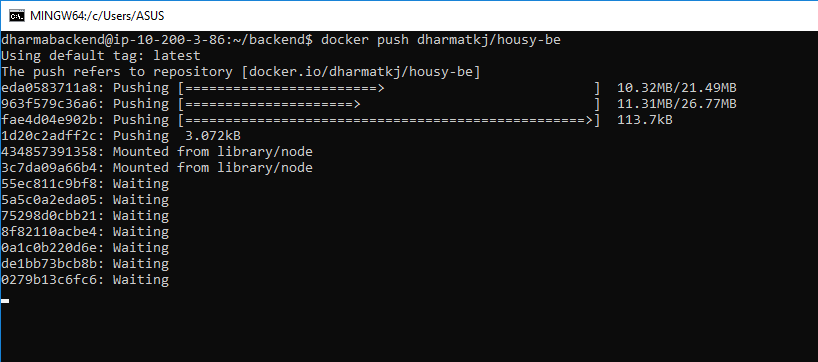 MINGW64:/c/Users/ASUS
dharmabackend@ip-10-200-3-86:~/backend$ docker push dharmatkj/housy-be
Using default tag: latest
The push refers to repository [docker.io/dharmatkj/housy-be]
eda0583711a8: Pushing [========================>                          ]  10.32MB/21.49MB
963f579c36a6: Pushing [=====================>                             ]  11.31MB/26.77MB
fae4d04e902b: Pushing [==================================================>]  113.7kB
1d20c2adff2c: Pushing  3.072kB
434857391358: Mounted from library/node
3c7da09a66b4: Mounted from library/node
55ec811c9bf8: Waiting
5a5c0a2eda05: Waiting
75298d0cbb21: Waiting
8f82110acbe4: Waiting
0a1c0b220d6e: Waiting
de1bb73bcb8b: Waiting
0279b13c6fc6: Waiting